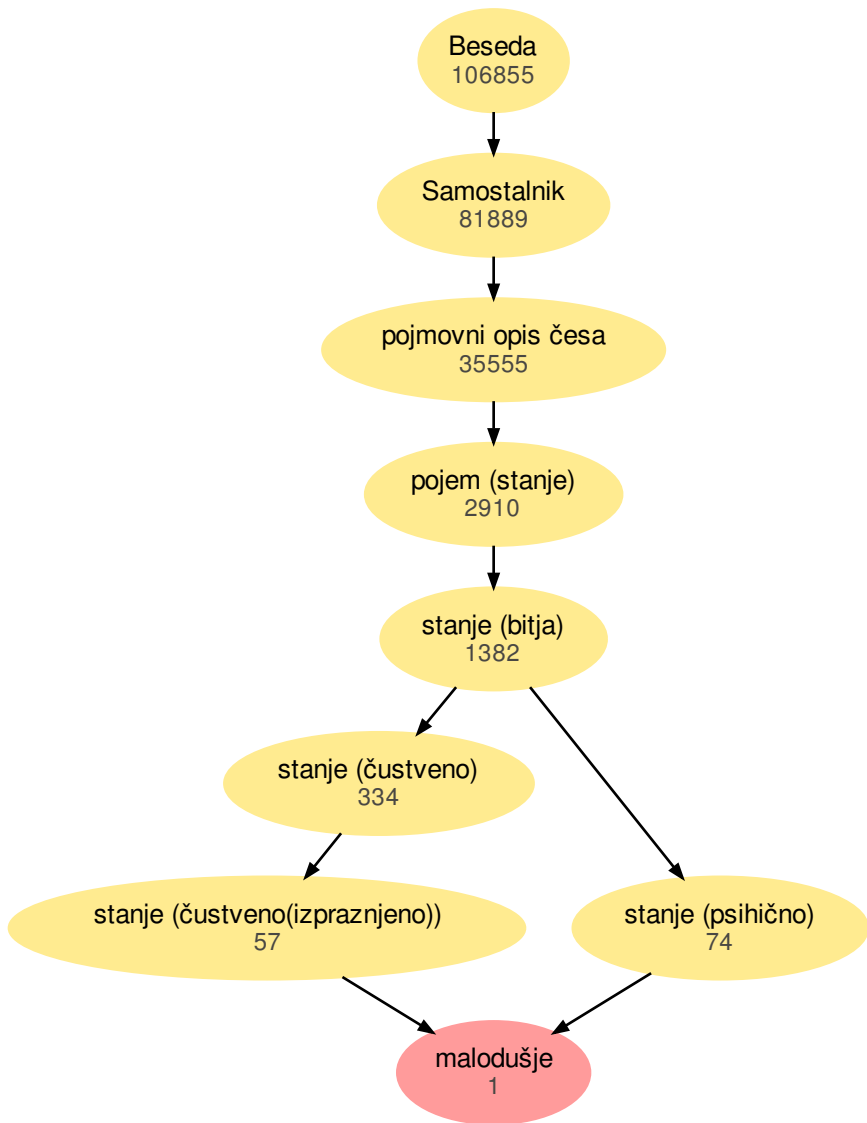 Beseda
106855
Samostalnik
81889
pojmovni opis česa
35555
pojem (stanje)
2910
stanje (bitja)
1382
stanje (čustveno)
334
stanje (čustveno(izpraznjeno))
57
stanje (psihično)
74
malodušje
1